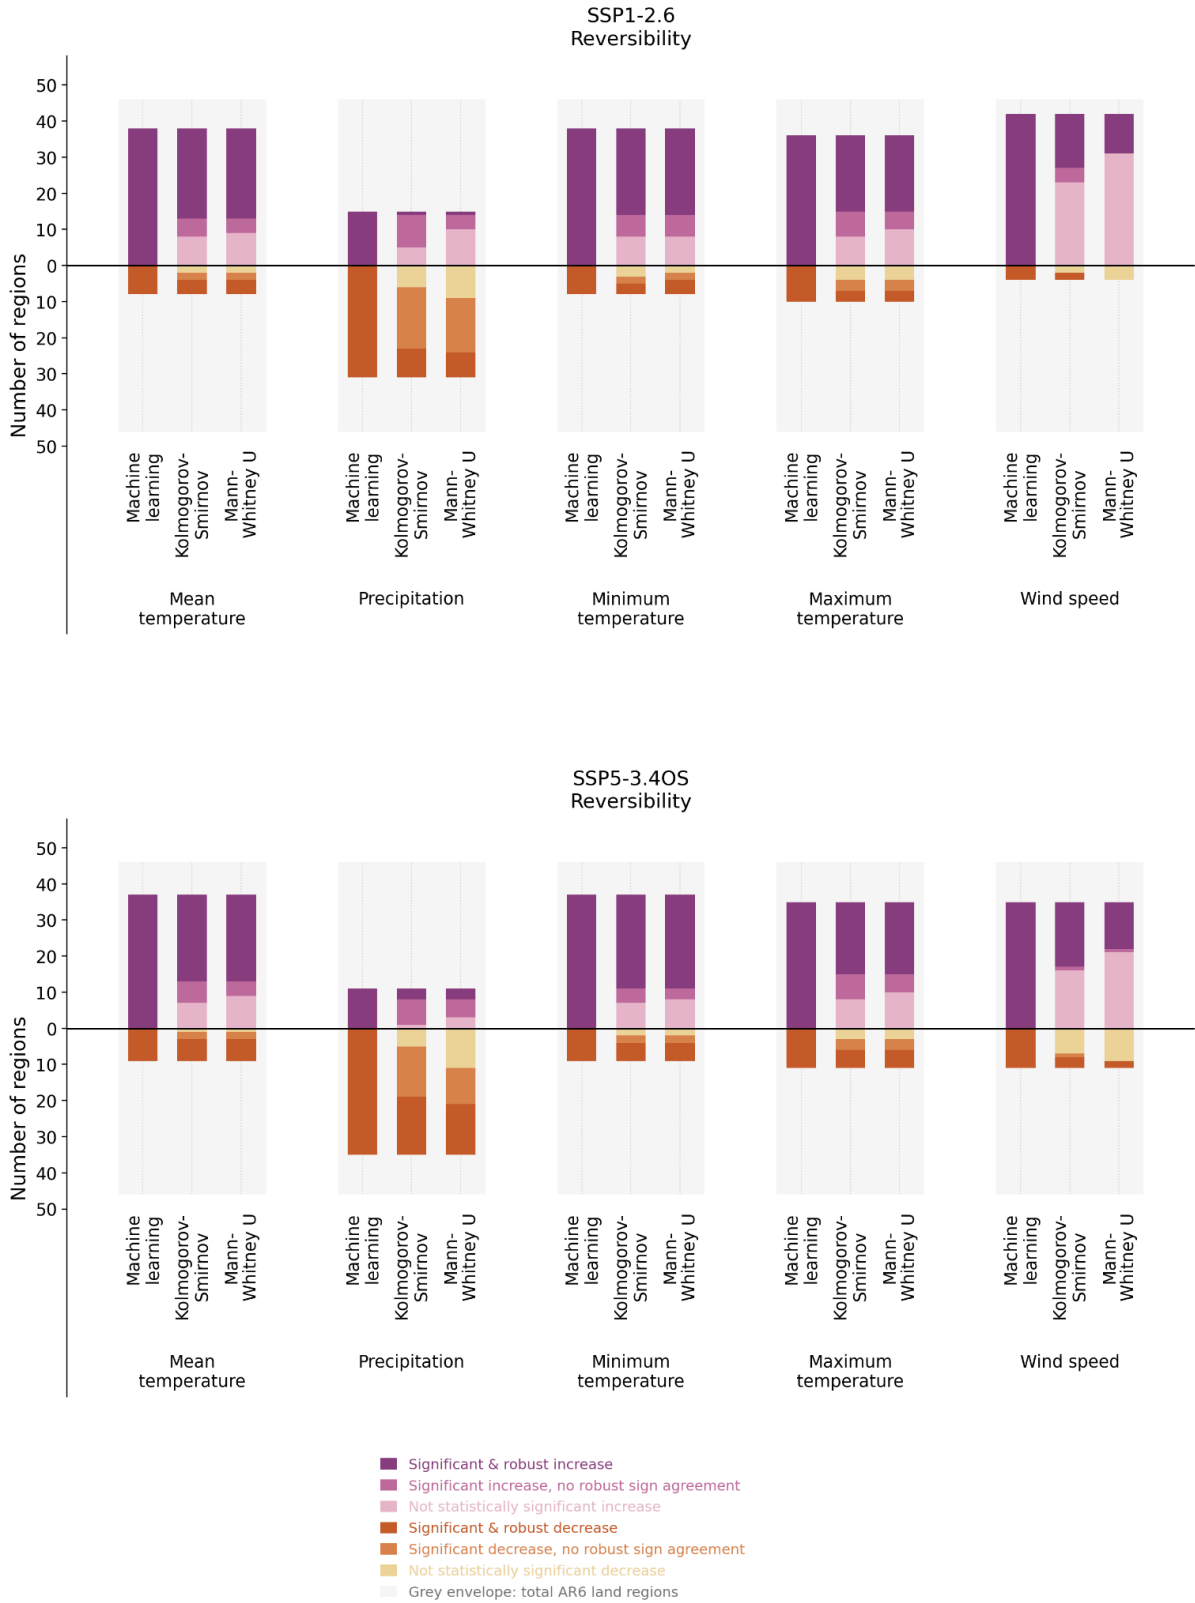 SSP1-2.6
Reversibility
50
40
30
20
10
0
10
20
30
40
50
Number of regions
Machine
learning
Kolmogorov-
Smirnov
Mann-
Whitney U
Machine
learning
Kolmogorov-
Smirnov
Mann-
Whitney U
Machine
learning
Kolmogorov-
Smirnov
Mann-
Whitney U
Machine
learning
Kolmogorov-
Smirnov
Mann-
Whitney U
Machine
learning
Kolmogorov-
Smirnov
Mann-
Whitney U
Mean
temperature
Precipitation
Minimum
temperature
Maximum
temperature
Wind speed
SSP5-3.4OS
Reversibility
50
40
30
20
10
0
10
20
30
40
50
Number of regions
Machine
learning
Kolmogorov-
Smirnov
Mann-
Whitney U
Machine
learning
Kolmogorov-
Smirnov
Mann-
Whitney U
Machine
learning
Kolmogorov-
Smirnov
Mann-
Whitney U
Machine
learning
Kolmogorov-
Smirnov
Mann-
Whitney U
Machine
learning
Kolmogorov-
Smirnov
Mann-
Whitney U
Mean
temperature
Precipitation
Minimum
temperature
Maximum
temperature
Wind speed
Significant & robust increase
Significant increase, no robust sign agreement
Not statistically significant increase
Significant & robust decrease
Significant decrease, no robust sign agreement
Not statistically significant decrease
Grey envelope: total AR6 land regions